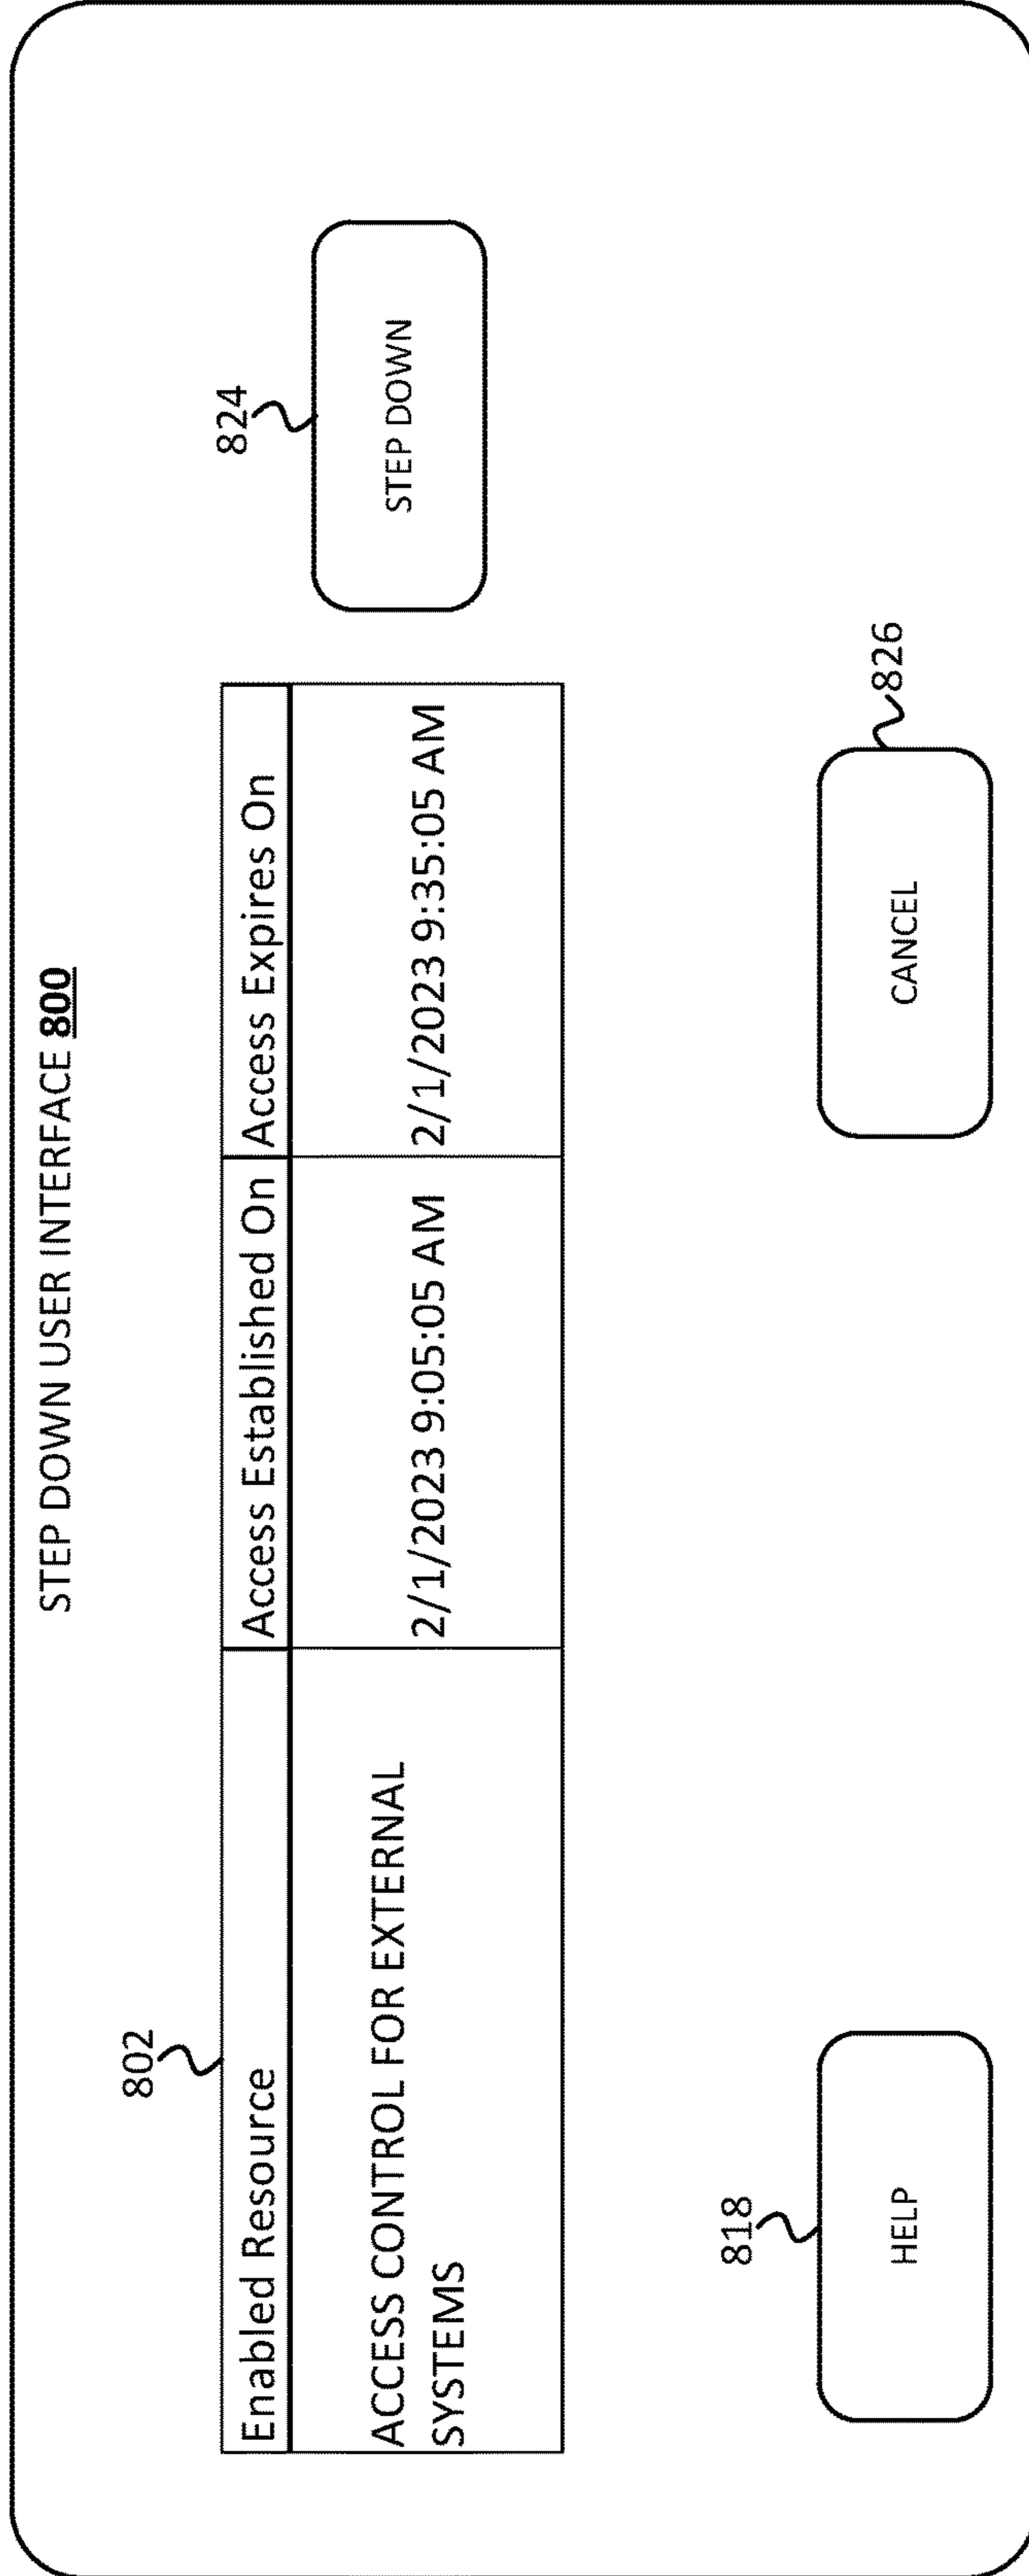 STEP DOWN USER INTERFACE 800
802
Enabled Resource Access Established On Access Expires On
ACCESS CONTROL FOR EXTERNAL
SYSTEMS
2/1/2023 9:05:05 AM
2/1/2023 9:35:05 AM
824
STEP DOWN
818
HELP
826
CANCEL